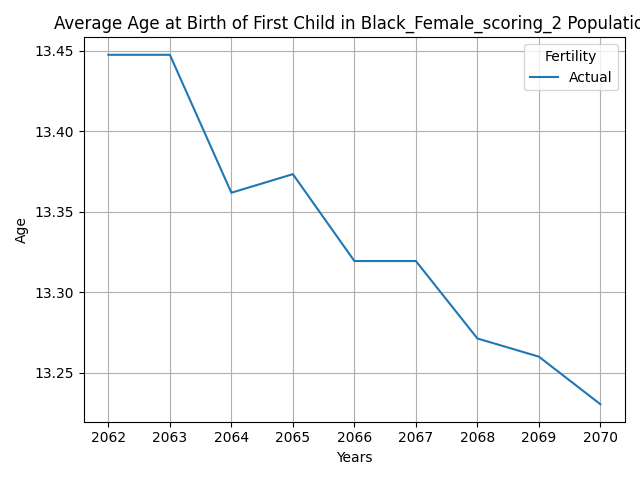 Average Age at Birth of First Child in Black_Female_scoring_2 Populatio
Fertility
Actual
13.45
13.40
13.35
13.30
13.25
Age
2062 2063 2064 2065 2066 2067 2068 2069 2070
Years